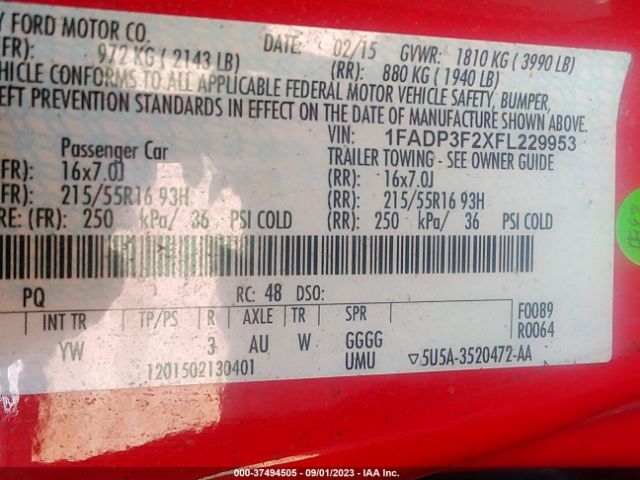 Y FORD MOTOR CO. DATE: 02/15 GVWR: 1810 KG ( 3990 LB)
(FR): 972 KG ( 2143 LB) (RR): 880 KG ( 1940 LB)
EHICLE CONFORMS TO ALL APPLICABLE FEDERAL MOTOR VEHICLE SAFETY, BUMPER,
EFT PREVENTION STANDARDS IN EFFECT ON THE DATE OF MANUFACTURE SHOWN ABOVE.
VIN: 1FADP3F2XFL229953
Passenger Car TRAILER TOWING - SEE OWNER GUIDE
(FR): 16x7.0J (RR): 16x7.0J
(FR): 215/55R16 93H (RR): 215/55R16 93H
RE: (FR): 250 kPa/ 36 PSI COLD (RR): 250 kPa/ 36 PSI COLD
PQ RC: 48 DSO:
INT TR TP/PS R AXLE TR SPR F0089
YW 3 AU W GGGG R0064
UMU ▽5U5A-3520472-AA
1201502130401
000-37494505 - 09/01/2023 - IAA Inc.